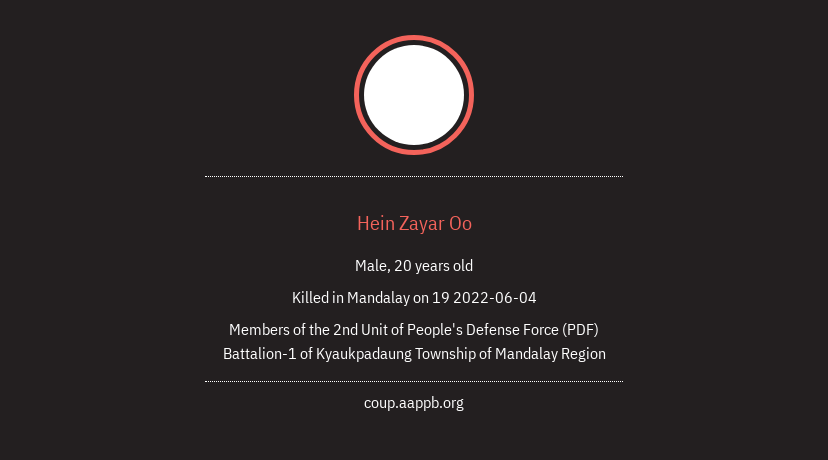 Hein Zayar Oo
Male, 20 years old
Killed in Mandalay on 19 2022-06-04
Members of the 2nd Unit of People's Defense Force (PDF)
Battalion-1 of Kyaukpadaung Township of Mandalay Region
coup.aappb.org